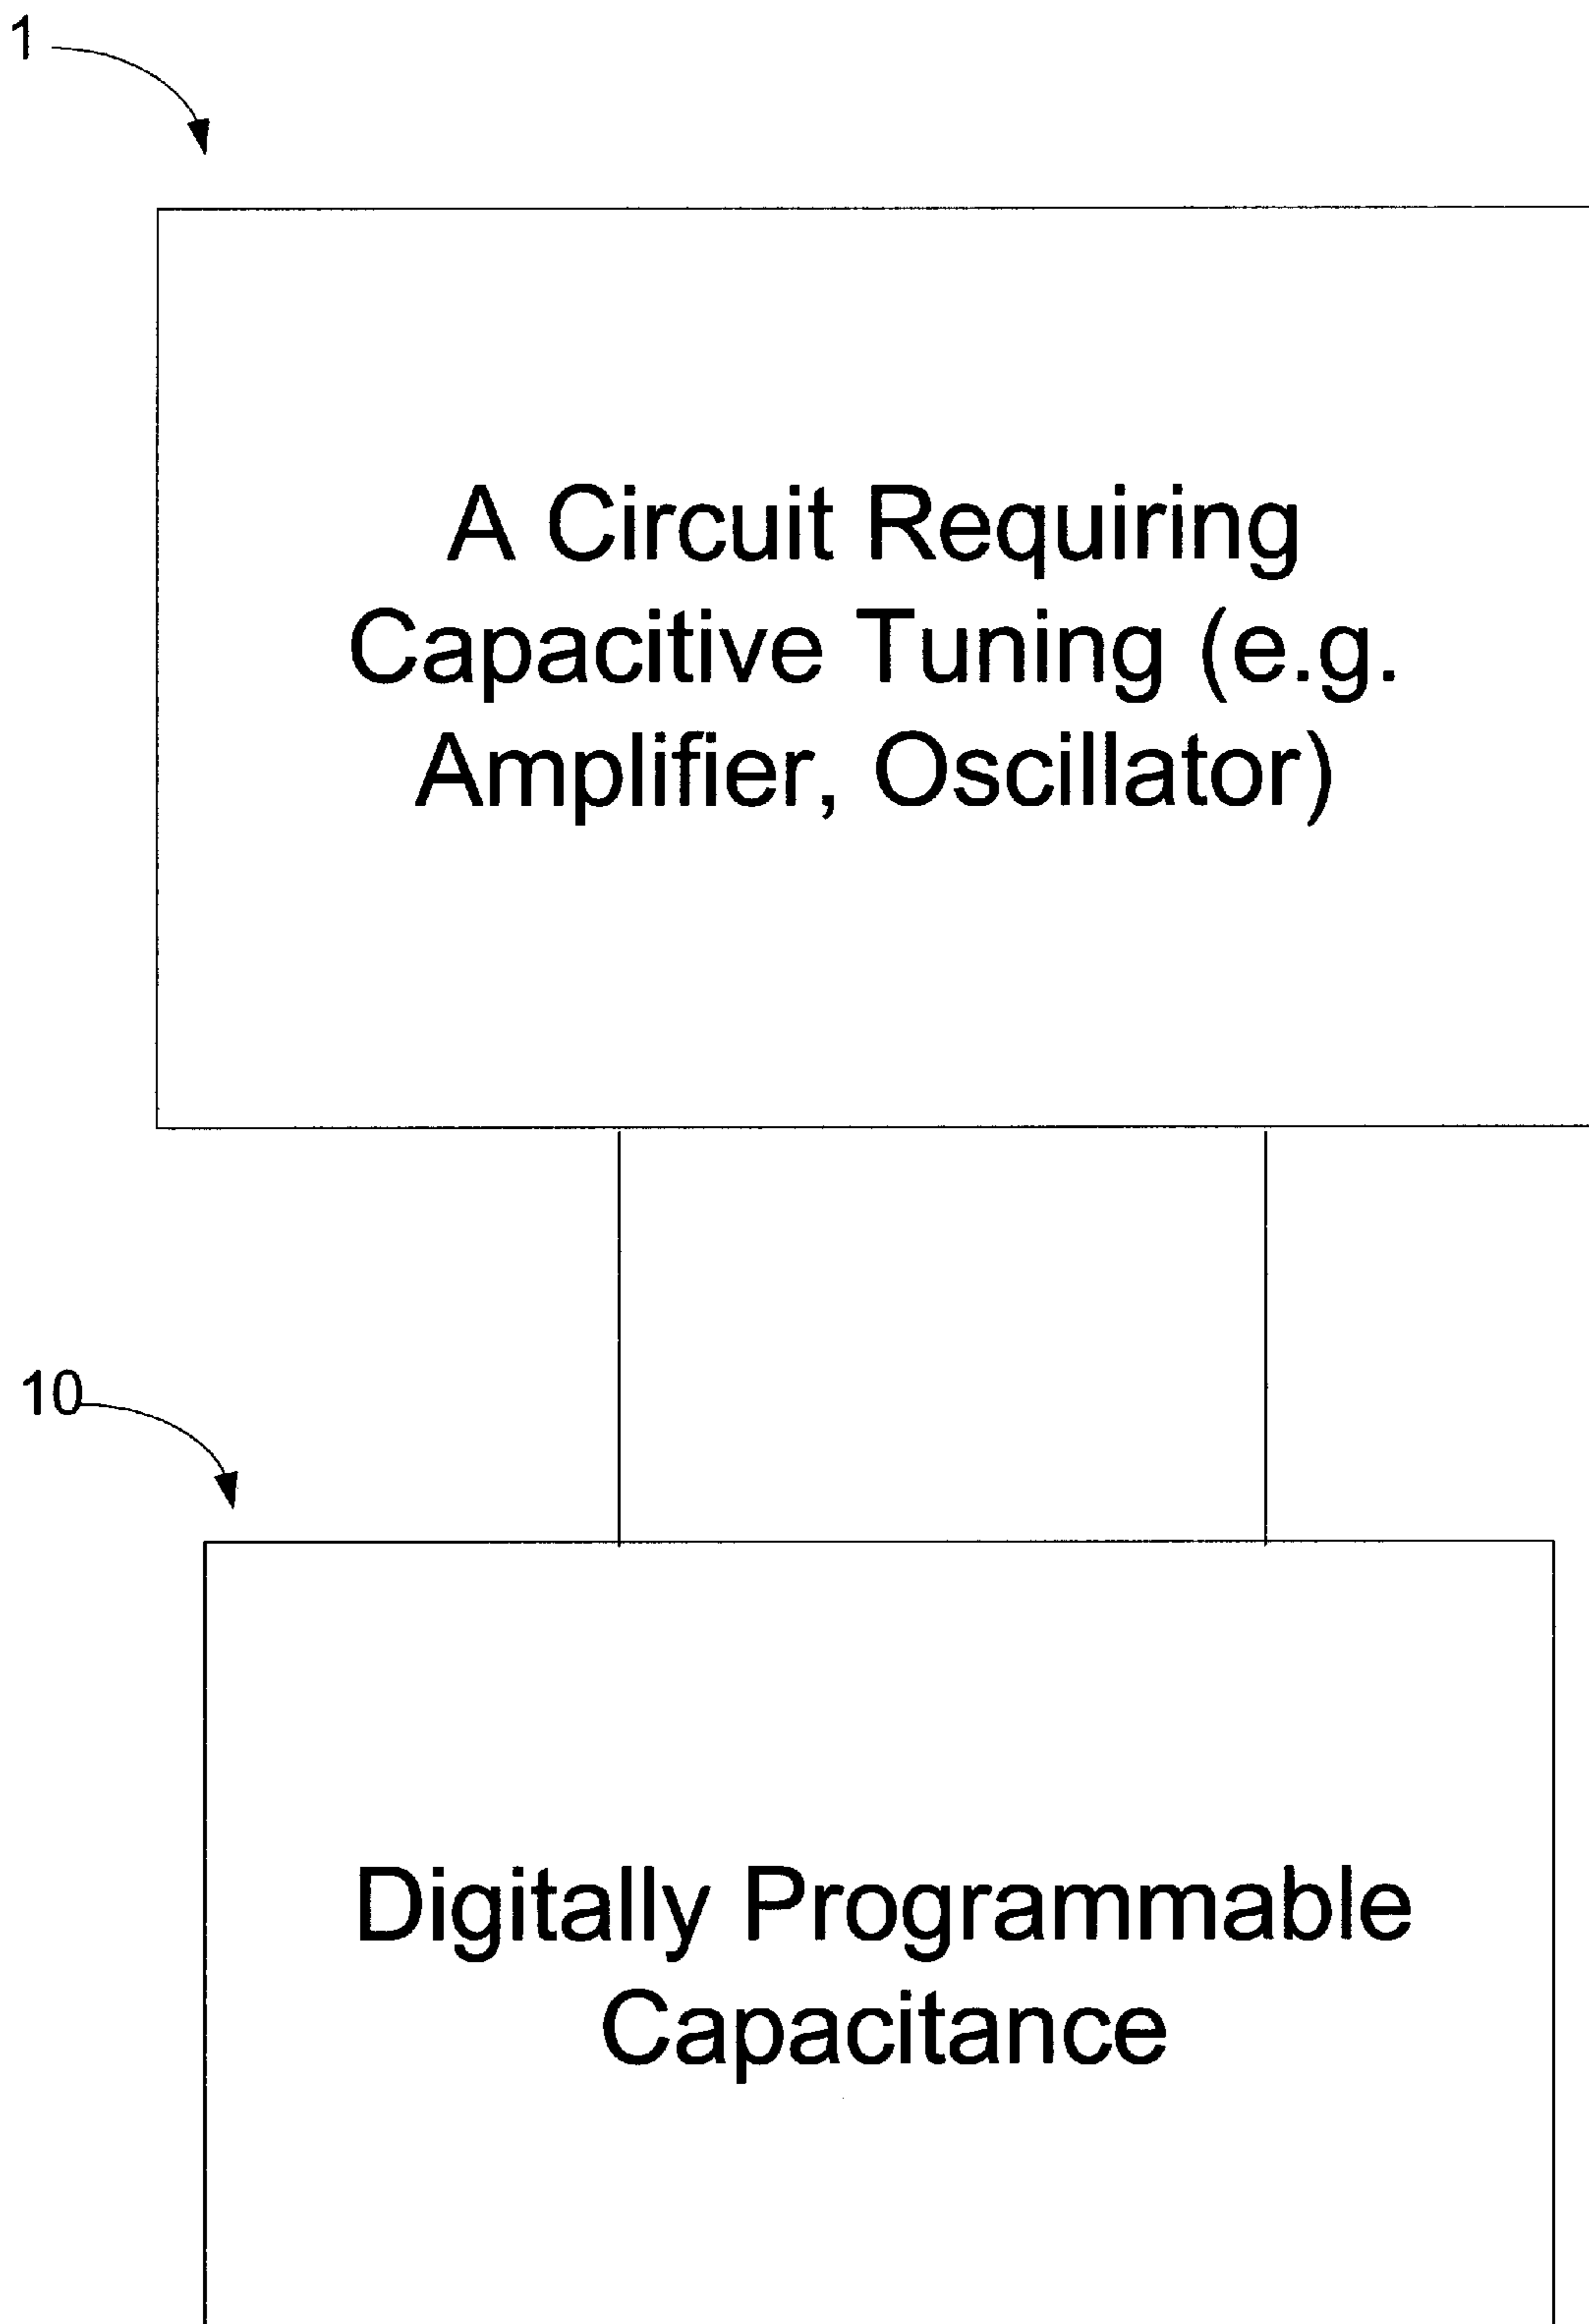 1
A Circuit Requiring
Capacitive Tuning (e.g.
Amplifier, Oscillator)
10
Digitally Programmable
Capacitance